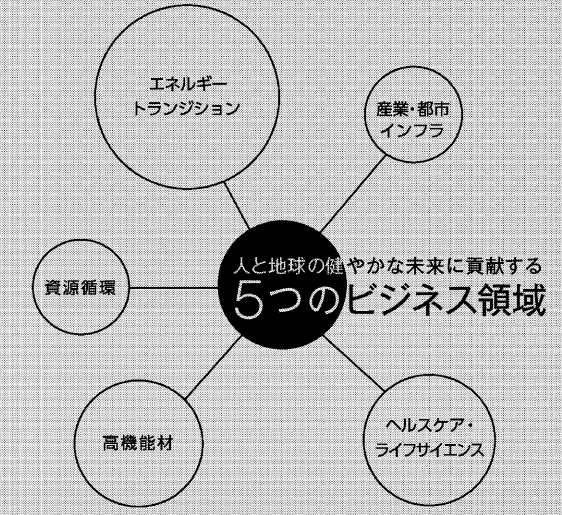 エネルギー
トランジション
産業・都市
インフラ
人と地球の健やかな未来に貢献する
5つのビジネス領域
資源循環
高機能材
ヘルスケア・
ライフサイエンス